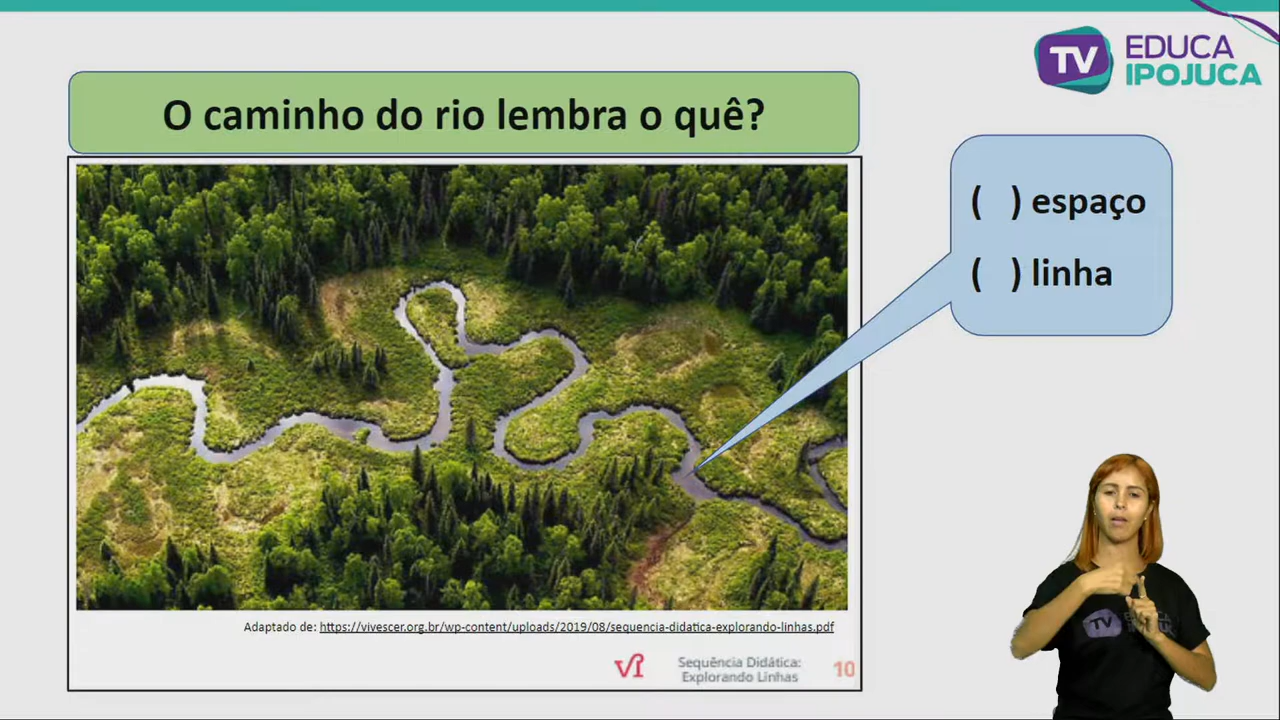 TV EDUCA
IPOJUCA
O caminho do rio lembra o quê?
( ) espaço
( ) linha
Adaptado de: https://vivescer.org.br/wp-content/uploads/2019/08/sequencia-didatica-explorando-linhas.pdf
Sequência Didática:
Explorando Linhas
10
TV